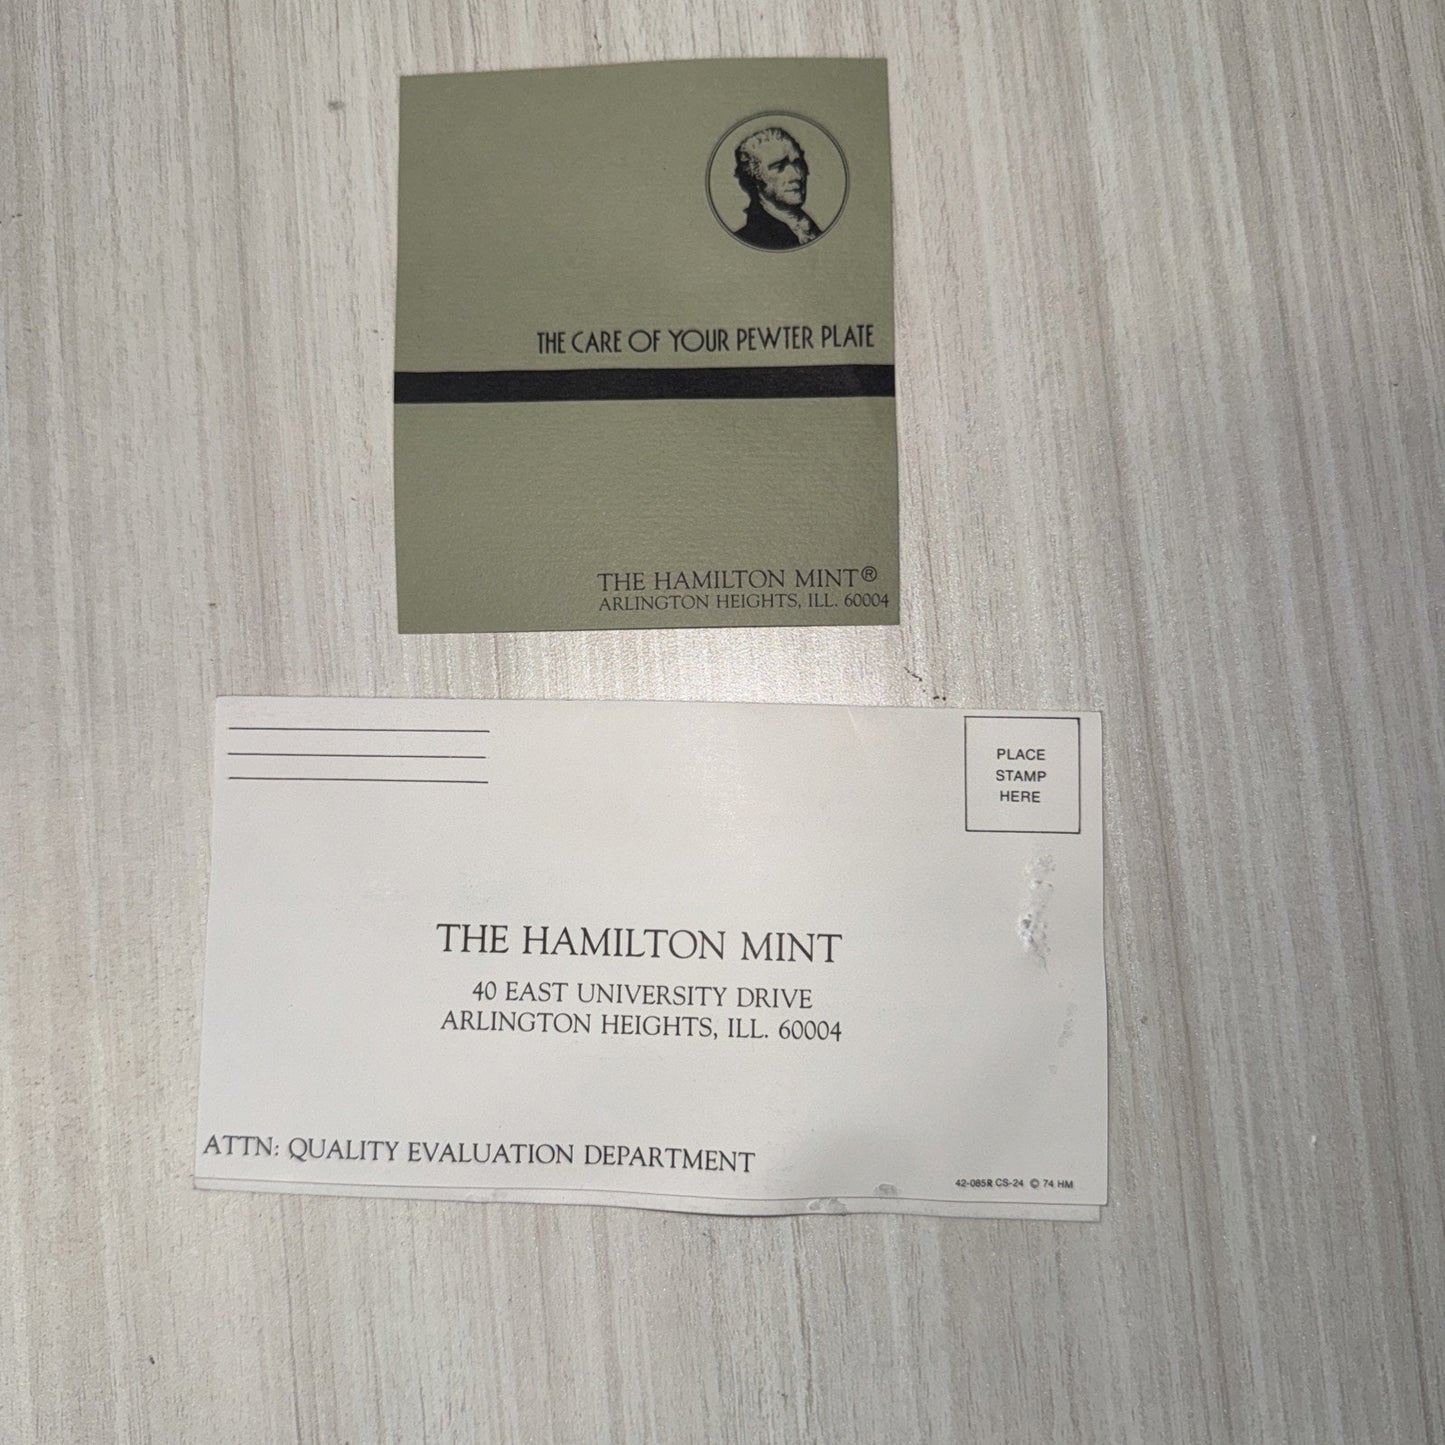 THE CARE OF YOUR PEWTER PLATE
THE HAMILTON MINT®
ARLINGTON HEIGHTS, ILL. 60004
PLACE
STAMP
HERE
THE HAMILTON MINT
40 EAST UNIVERSITY DRIVE
ARLINGTON HEIGHTS, ILL. 60004
ATTN: QUALITY EVALUATION DEPARTMENT
42-085R CS-24 © 74 HM